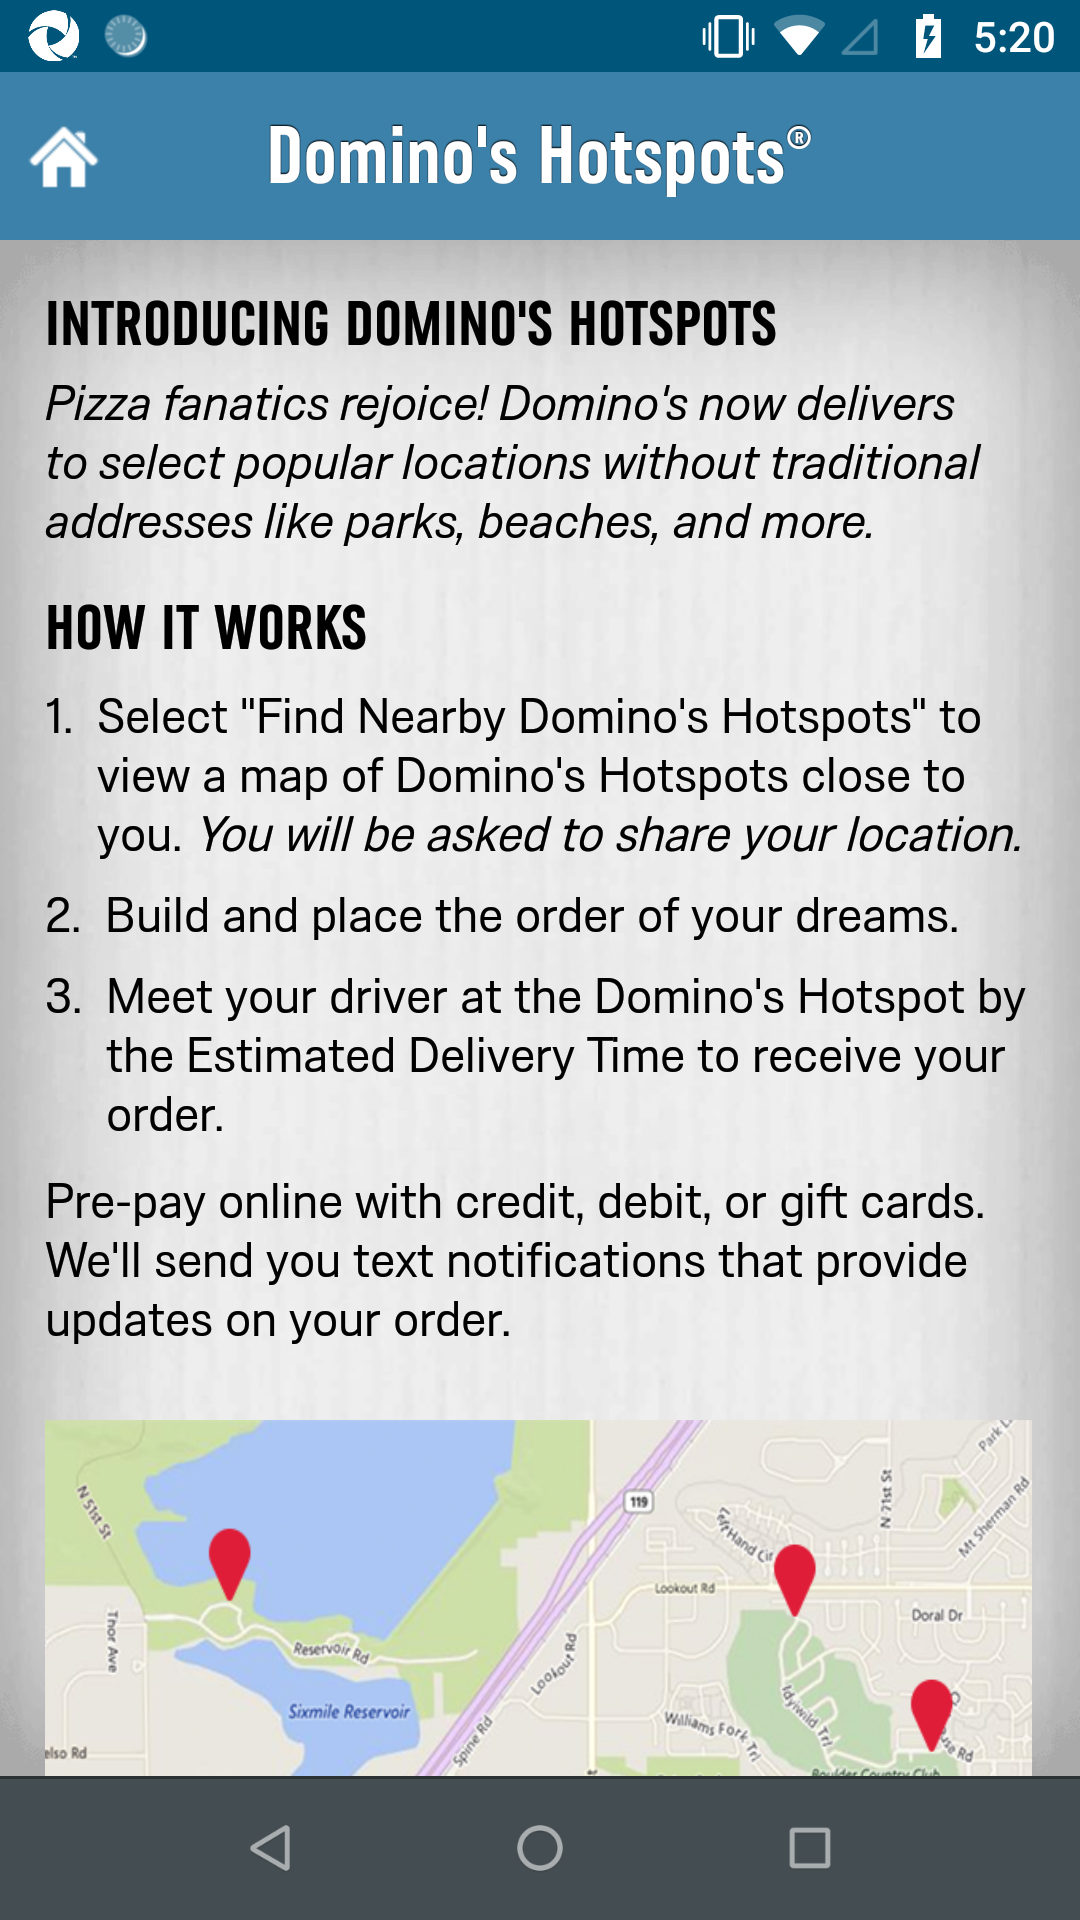 5:20
Domino's Hotspots®
INTRODUCING DOMINO'S HOTSPOTS
Pizza fanatics rejoice! Domino's now delivers
to select popular locations without traditional
addresses like parks, beaches, and more.
HOW IT WORKS
1. Select "Find Nearby Domino's Hotspots" to
view a map of Domino's Hotspots close to
you. You will be asked to share your location.
2. Build and place the order of your dreams.
3. Meet your driver at the Domino's Hotspot by
the Estimated Delivery Time to receive your
order.
Pre-pay online with credit, debit, or gift cards.
We'll send you text notifications that provide
updates on your order.
Park
N 51st St
119
N 71st St
Mt Sherman Rd
Left Hand Cir
Lookout Rd
Doral Dr
Thor Ave
Reservoir Rd
Lookout Rd
Sixmile Reservoir
Idylwild Trl
Williams Fork Trl
Spine Rd
elso Rd
Boulder Country Club